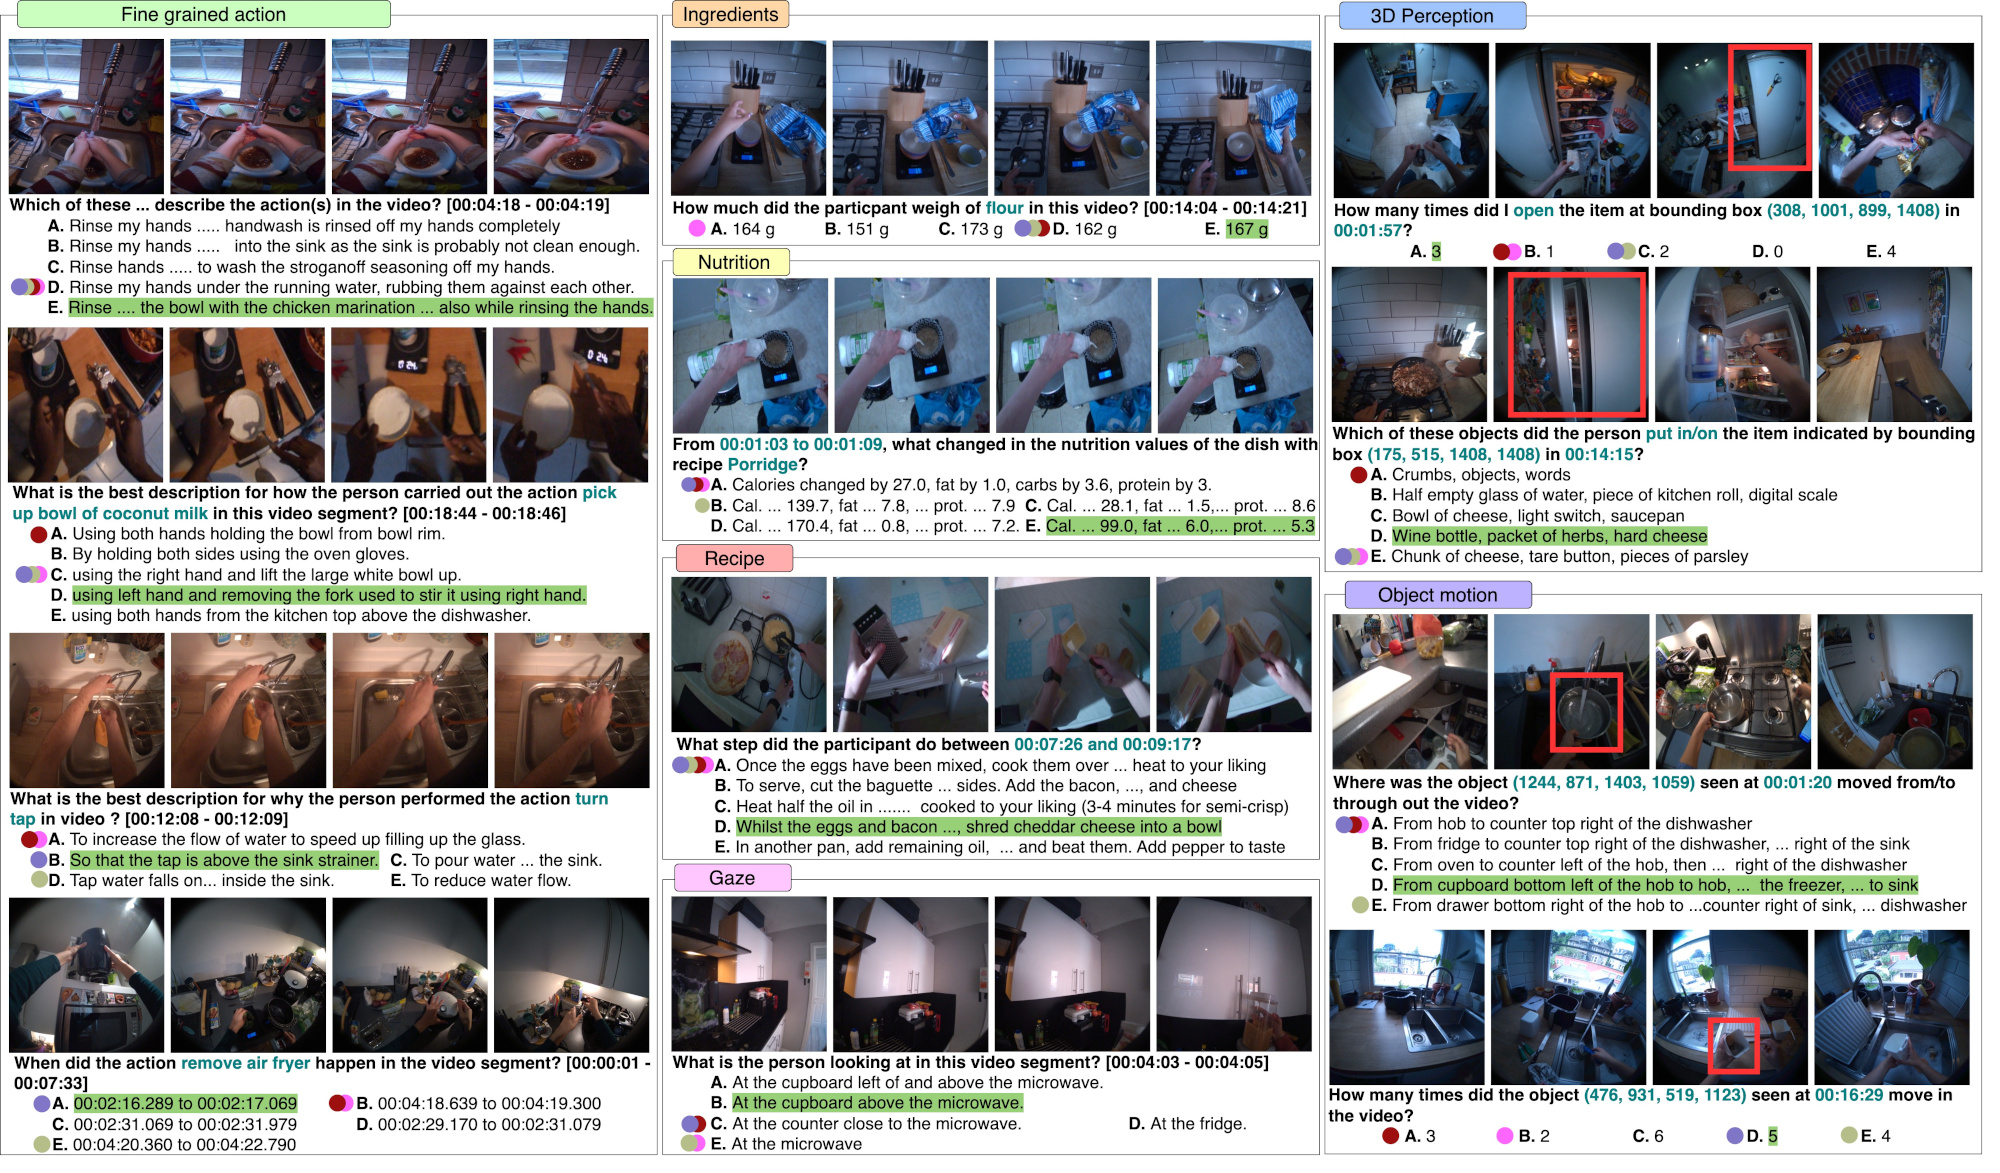 Fine grained action
Which of these ... describe the action(s) in the video? [00:04:18 - 00:04:19]
A. Rinse my hands ..... handwash is rinsed off my hands completely
B. Rinse my hands ..... into the sink as the sink is probably not clean enough.
C. Rinse hands ..... to wash the stroganoff seasoning off my hands.
D. Rinse my hands under the running water, rubbing them against each other.
E. Rinse .... the bowl with the chicken marination ... also while rinsing the hands.
What is the best description for how the person carried out the action pick
up bowl of coconut milk in this video segment? [00:18:44 - 00:18:46]
A. Using both hands holding the bowl from bowl rim.
B. By holding both sides using the oven gloves.
C. using the right hand and lift the large white bowl up.
D. using left hand and removing the fork used to stir it using right hand.
E. using both hands from the kitchen top above the dishwasher.
What is the best description for why the person performed the action turn
tap in video ? [00:12:08 - 00:12:09]
A. To increase the flow of water to speed up filling up the glass.
B. So that the tap is above the sink strainer. C. To pour water ... the sink.
D. Tap water falls on... inside the sink. E. To reduce water flow.
When did the action remove air fryer happen in the video segment? [00:00:01 -
00:07:33]
A. 00:02:16.289 to 00:02:17.069 B. 00:04:18.639 to 00:04:19.300
C. 00:02:31.069 to 00:02:31.979 D. 00:02:29.170 to 00:02:31.079
E. 00:04:20.360 to 00:04:22.790
Ingredients
How much did the particpant weigh of flour in this video? [00:14:04 - 00:14:21]
A. 164 g B. 151 g C. 173 g D. 162 g E. 167 g
Nutrition
From 00:01:03 to 00:01:09, what changed in the nutrition values of the dish with
recipe Porridge?
A. Calories changed by 27.0, fat by 1.0, carbs by 3.6, protein by 3.
B. Cal. ... 139.7, fat ... 7.8, ... prot. ... 7.9 C. Cal. ... 28.1, fat ... 1.5,... prot. ... 8.6
D. Cal. ... 170.4, fat ... 0.8, ... prot. ... 7.2. E. Cal. ... 99.0, fat ... 6.0,... prot. ... 5.3
Recipe
What step did the participant do between 00:07:26 and 00:09:17?
A. Once the eggs have been mixed, cook them over ... heat to your liking
B. To serve, cut the baguette ... sides. Add the bacon, ..., and cheese
C. Heat half the oil in ....... cooked to your liking (3-4 minutes for semi-crisp)
D. Whilst the eggs and bacon ..., shred cheddar cheese into a bowl
E. In another pan, add remaining oil, ... and beat them. Add pepper to taste
Gaze
What is the person looking at in this video segment? [00:04:03 - 00:04:05]
A. At the cupboard left of and above the microwave.
B. At the cupboard above the microwave.
C. At the counter close to the microwave. D. At the fridge.
E. At the microwave
3D Perception
How many times did I open the item at bounding box (308, 1001, 899, 1408) in
00:01:57?
A. 3 B. 1 C. 2 D. 0 E. 4
Which of these objects did the person put in/on the item indicated by bounding
box (175, 515, 1408, 1408) in 00:14:15?
A. Crumbs, objects, words
B. Half empty glass of water, piece of kitchen roll, digital scale
C. Bowl of cheese, light switch, saucepan
D. Wine bottle, packet of herbs, hard cheese
E. Chunk of cheese, tare button, pieces of parsley
Object motion
Where was the object (1244, 871, 1403, 1059) seen at 00:01:20 moved from/to
through out the video?
A. From hob to counter top right of the dishwasher
B. From fridge to counter top right of the dishwasher, ... right of the sink
C. From oven to counter left of the hob, then ... right of the dishwasher
D. From cupboard bottom left of the hob to hob, ... the freezer, ... to sink
E. From drawer bottom right of the hob to ...counter right of sink, ... dishwasher
How many times did the object (476, 931, 519, 1123) seen at 00:16:29 move in
the video?
A. 3 B. 2 C. 6 D. 5 E. 4